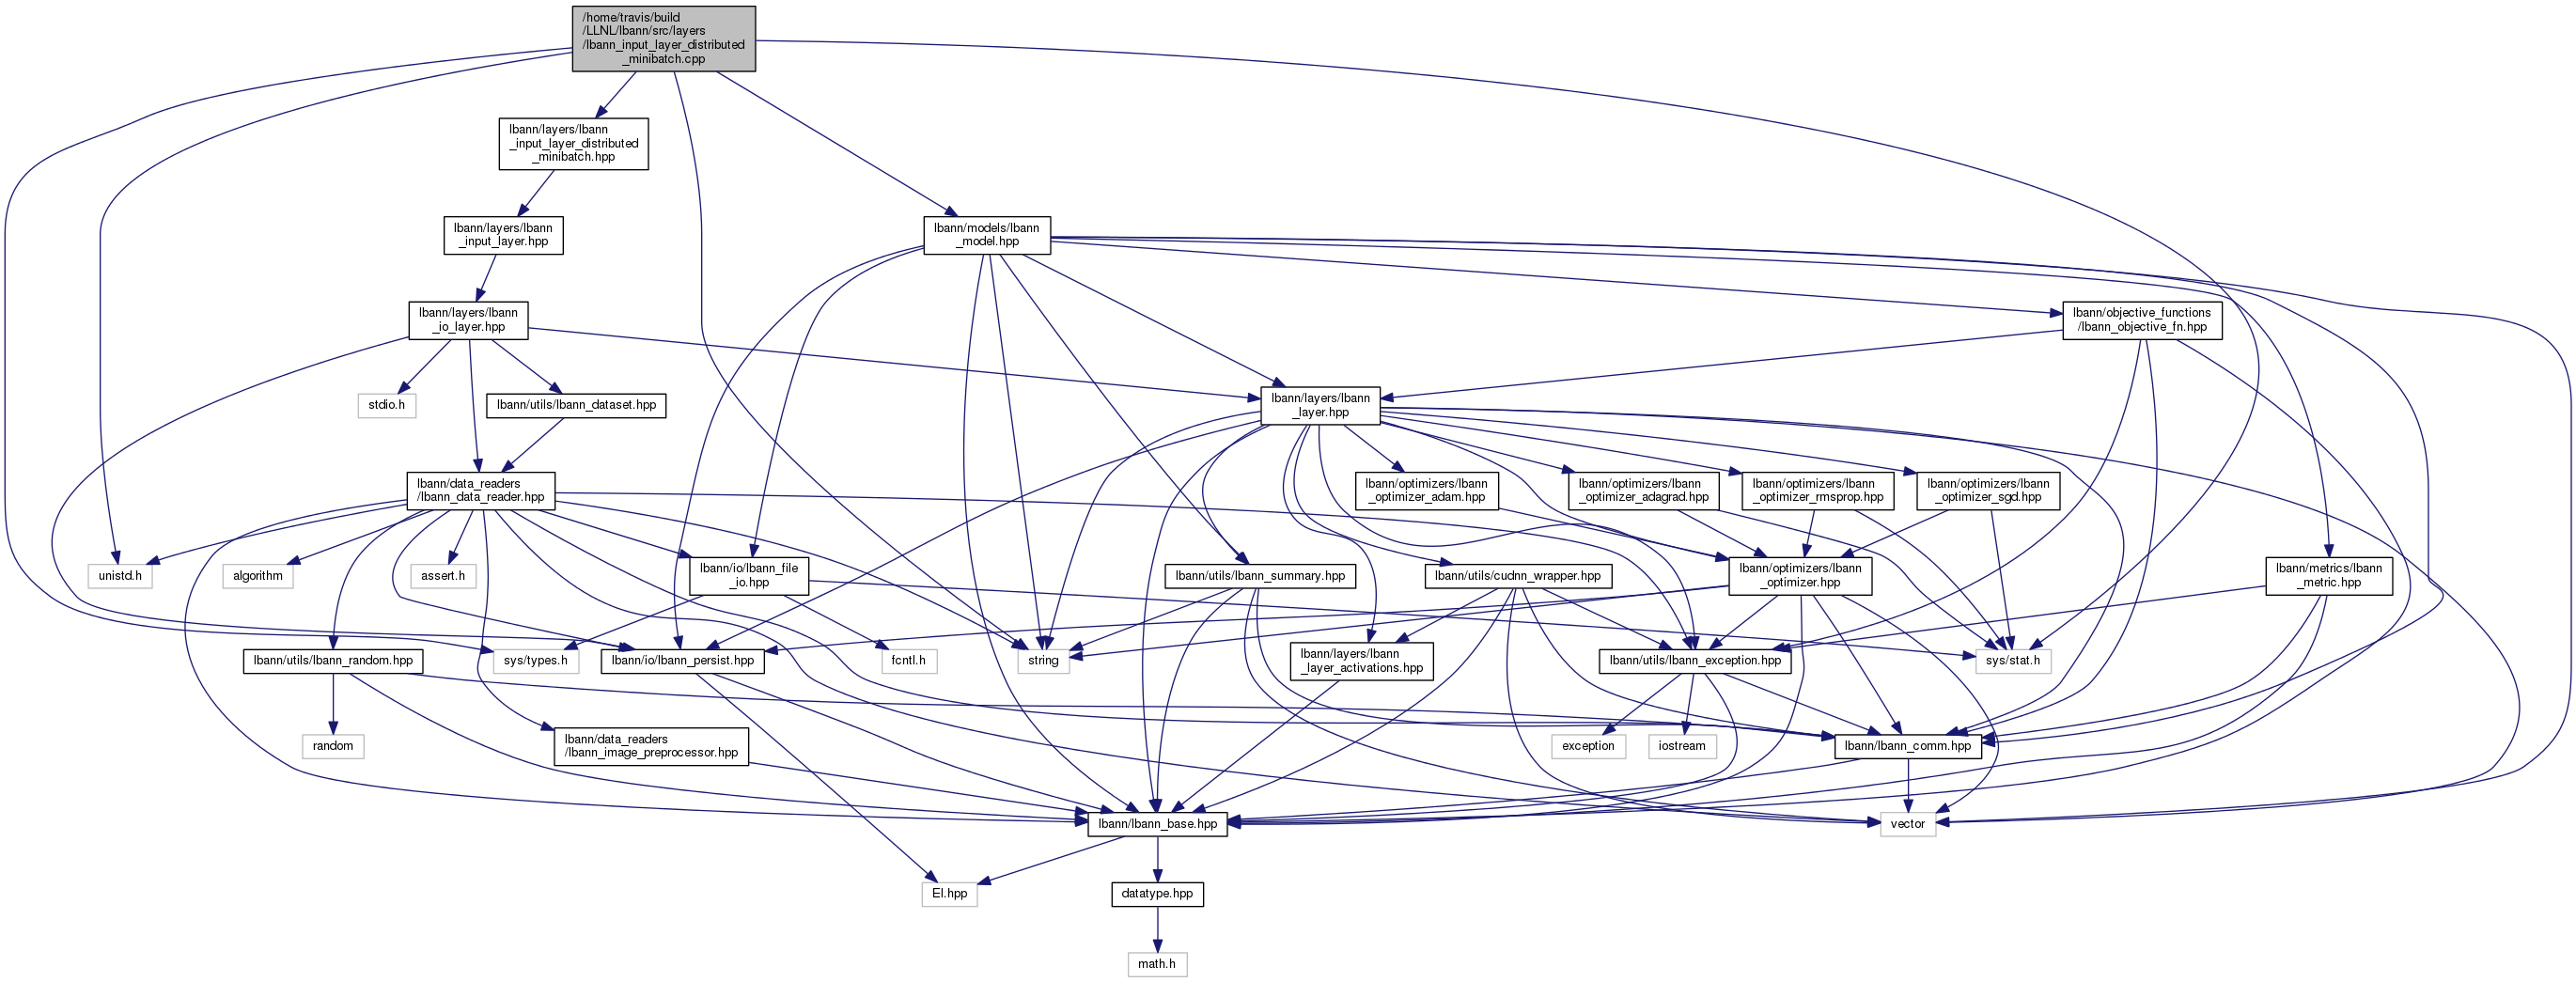 /home/travis/build
/LLNL/lbann/src/layers
/lbann_input_layer_distributed
_minibatch.cpp
lbann/layers/lbann
_input_layer_distributed
_minibatch.hpp
lbann/layers/lbann
_input_layer.hpp
lbann/models/lbann
_model.hpp
lbann/layers/lbann
_io_layer.hpp
lbann/objective_functions
/lbann_objective_fn.hpp
stdio.h
lbann/utils/lbann_dataset.hpp
lbann/layers/lbann
_layer.hpp
lbann/data_readers
/lbann_data_reader.hpp
lbann/optimizers/lbann
_optimizer_adam.hpp
lbann/optimizers/lbann
_optimizer_adagrad.hpp
lbann/optimizers/lbann
_optimizer_rmsprop.hpp
lbann/optimizers/lbann
_optimizer_sgd.hpp
unistd.h
algorithm
assert.h
lbann/io/lbann_file
_io.hpp
lbann/utils/lbann_summary.hpp
lbann/utils/cudnn_wrapper.hpp
lbann/optimizers/lbann
_optimizer.hpp
lbann/metrics/lbann
_metric.hpp
lbann/utils/lbann_random.hpp
sys/types.h
lbann/io/lbann_persist.hpp
fcntl.h
string
lbann/layers/lbann
_layer_activations.hpp
lbann/utils/lbann_exception.hpp
sys/stat.h
random
lbann/data_readers
/lbann_image_preprocessor.hpp
exception
iostream
lbann/lbann_comm.hpp
lbann/lbann_base.hpp
vector
El.hpp
datatype.hpp
math.h